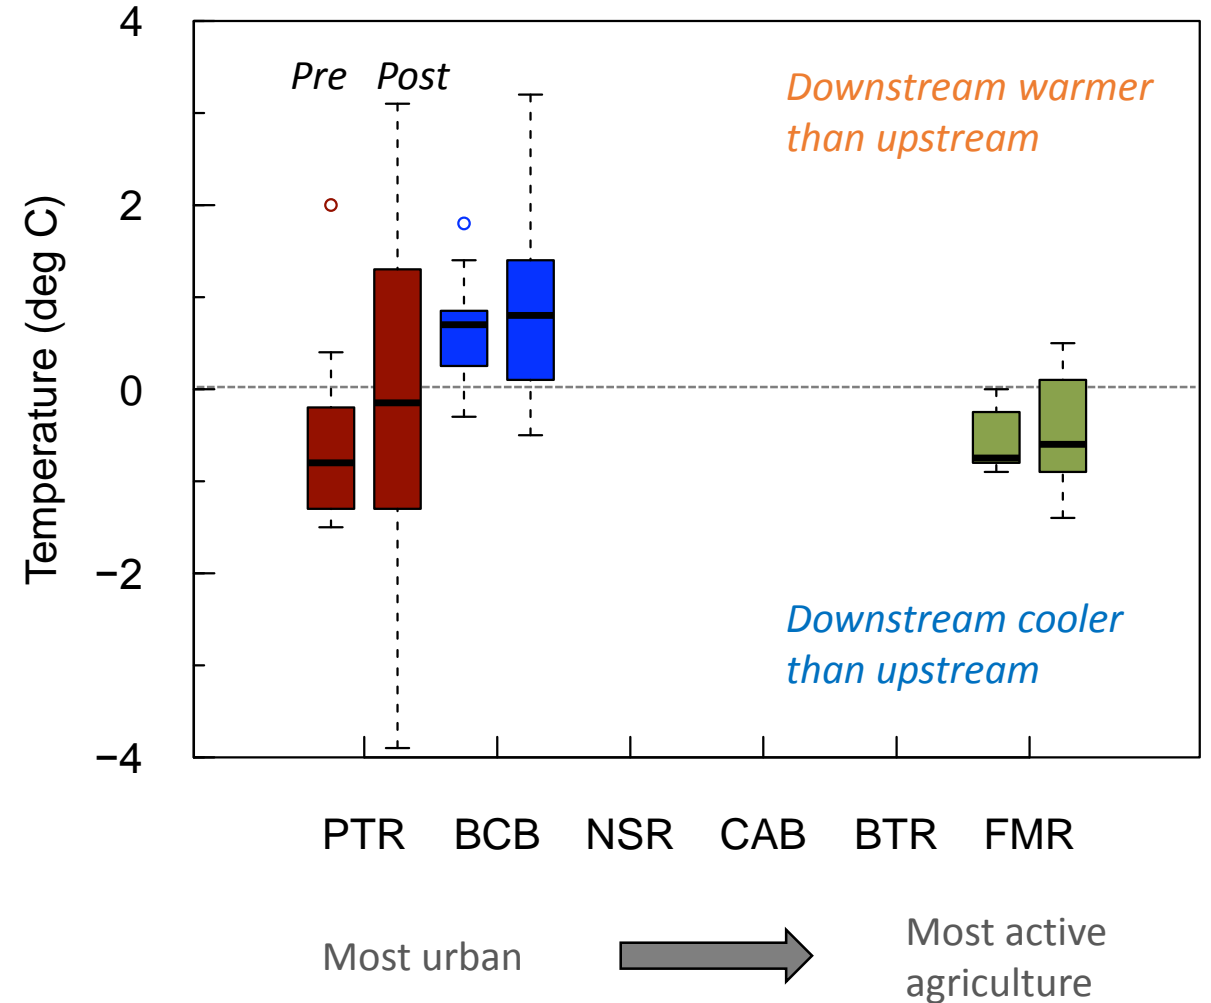 4
Pre Post
Downstream warmer
than upstream
2
Temperature (deg C)
0
−2
Downstream cooler
than upstream
−4
PTR BCB NSR CAB BTR FMR
Most urban
Most active
agriculture